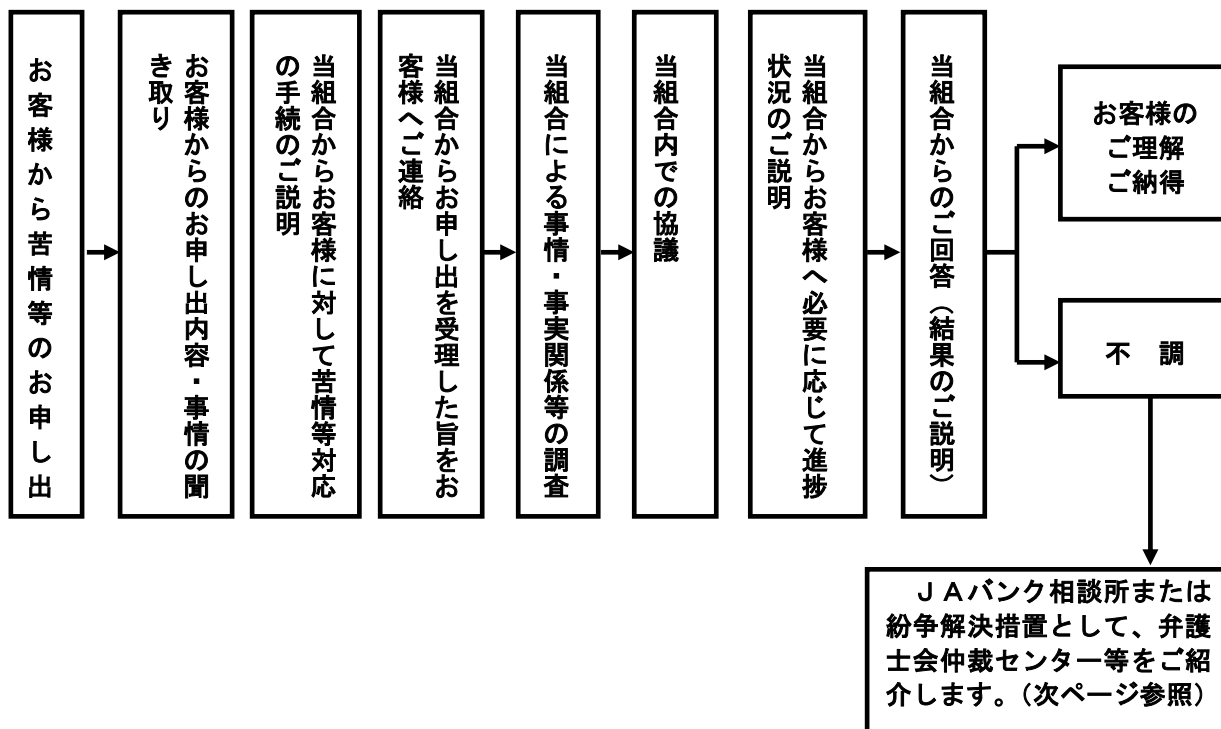 お客様から苦情等のお申し出
お客様からのお申し出内容・事情の聞
き取り
当組合からお客様に対して苦情等対応
の手続のご説明
当組合からお申し出を受理した旨をお
客様へご連絡
当組合による事情・事実関係等の調査
当組合内での協議
当組合からお客様へ必要に応じて進捗
状況のご説明
当組合からのご回答（結果のご説明）
お客様の
ご理解
ご納得
不　調
　ＪＡバンク相談所または
紛争解決措置として、弁護
士会仲裁センター等をご紹
介します。（次ページ参照）